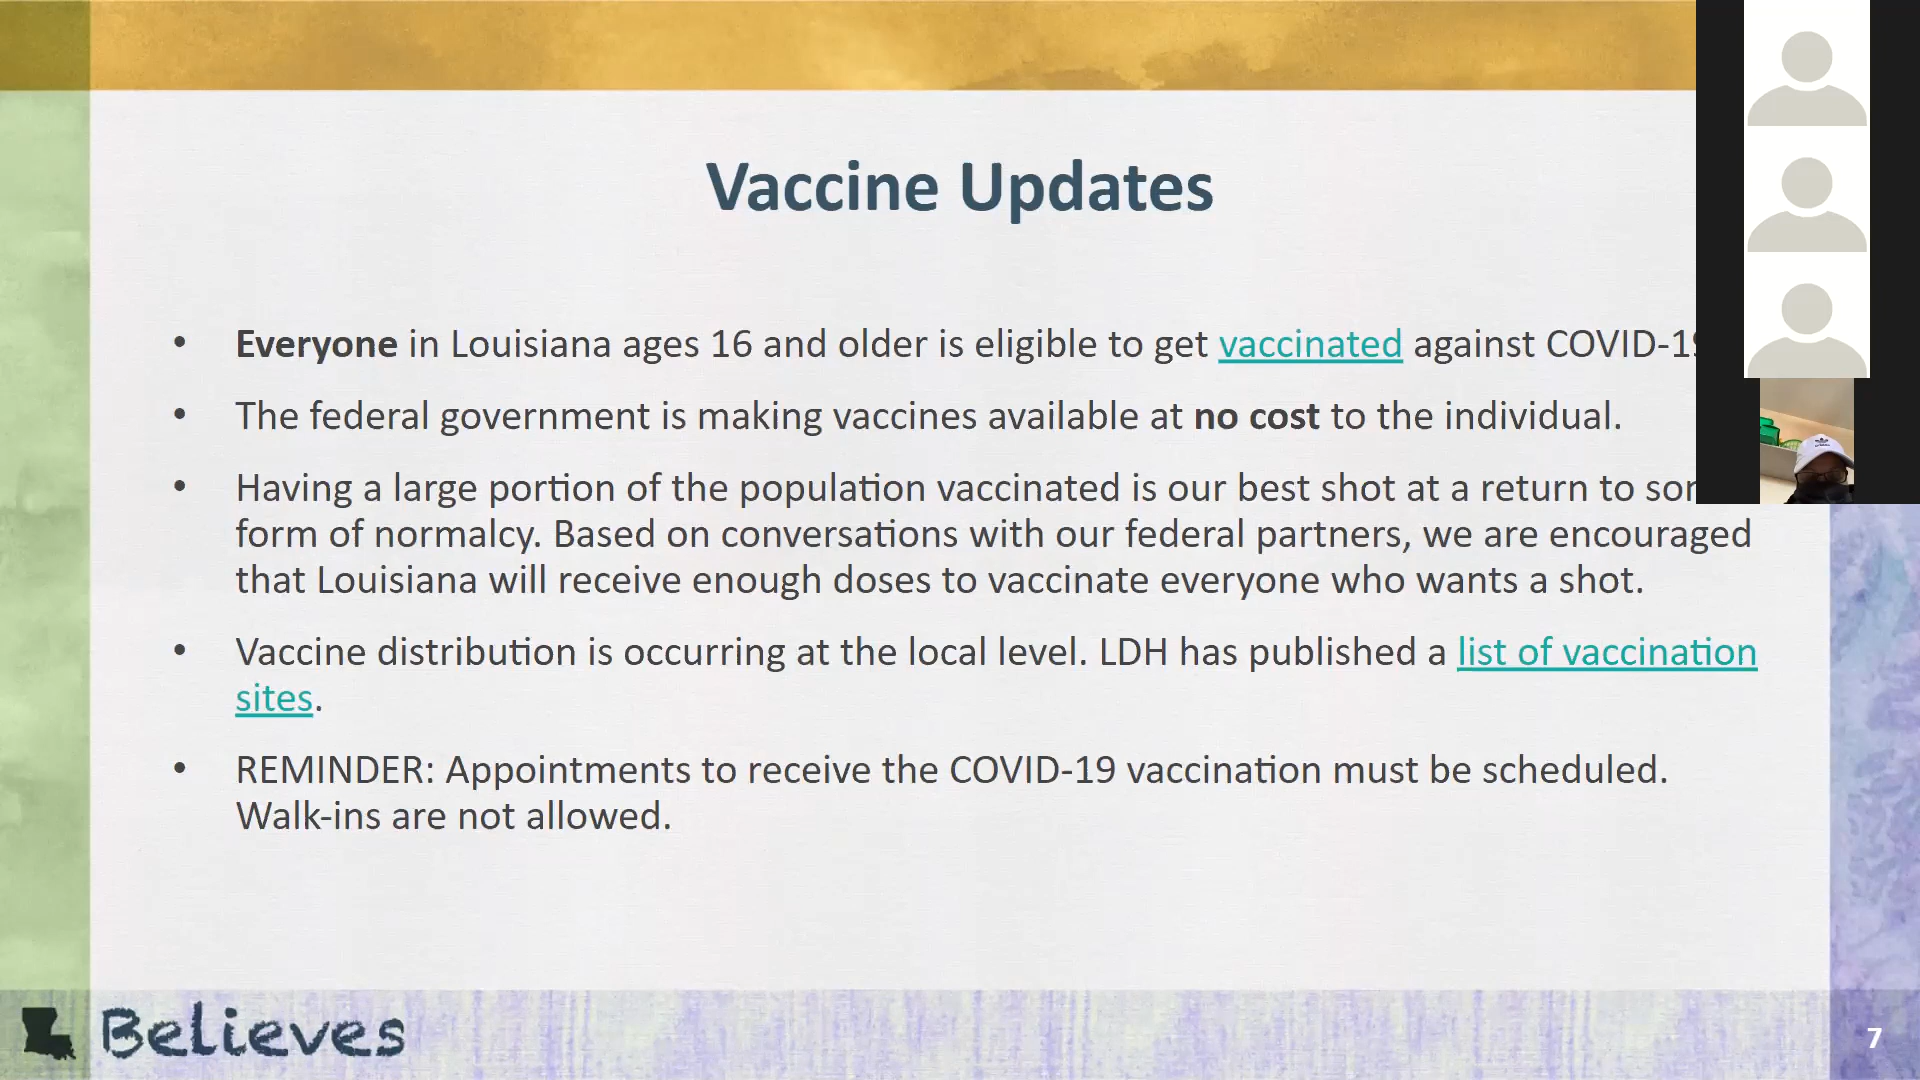 Vaccine Updates
• Everyone in Louisiana ages 16 and older is eligible to get vaccinated against COVID-19
• The federal government is making vaccines available at no cost to the individual.
• Having a large portion of the population vaccinated is our best shot at a return to
form of normalcy. Based on conversations with our federal partners, we are encouraged
that Louisiana will receive enough doses to vaccinate everyone who wants a shot.
• Vaccine distribution is occurring at the local level. LDH has published a list of vaccination
sites.
• REMINDER: Appointments to receive the COVID-19 vaccination must be scheduled.
Walk-ins are not allowed.
Believes
7